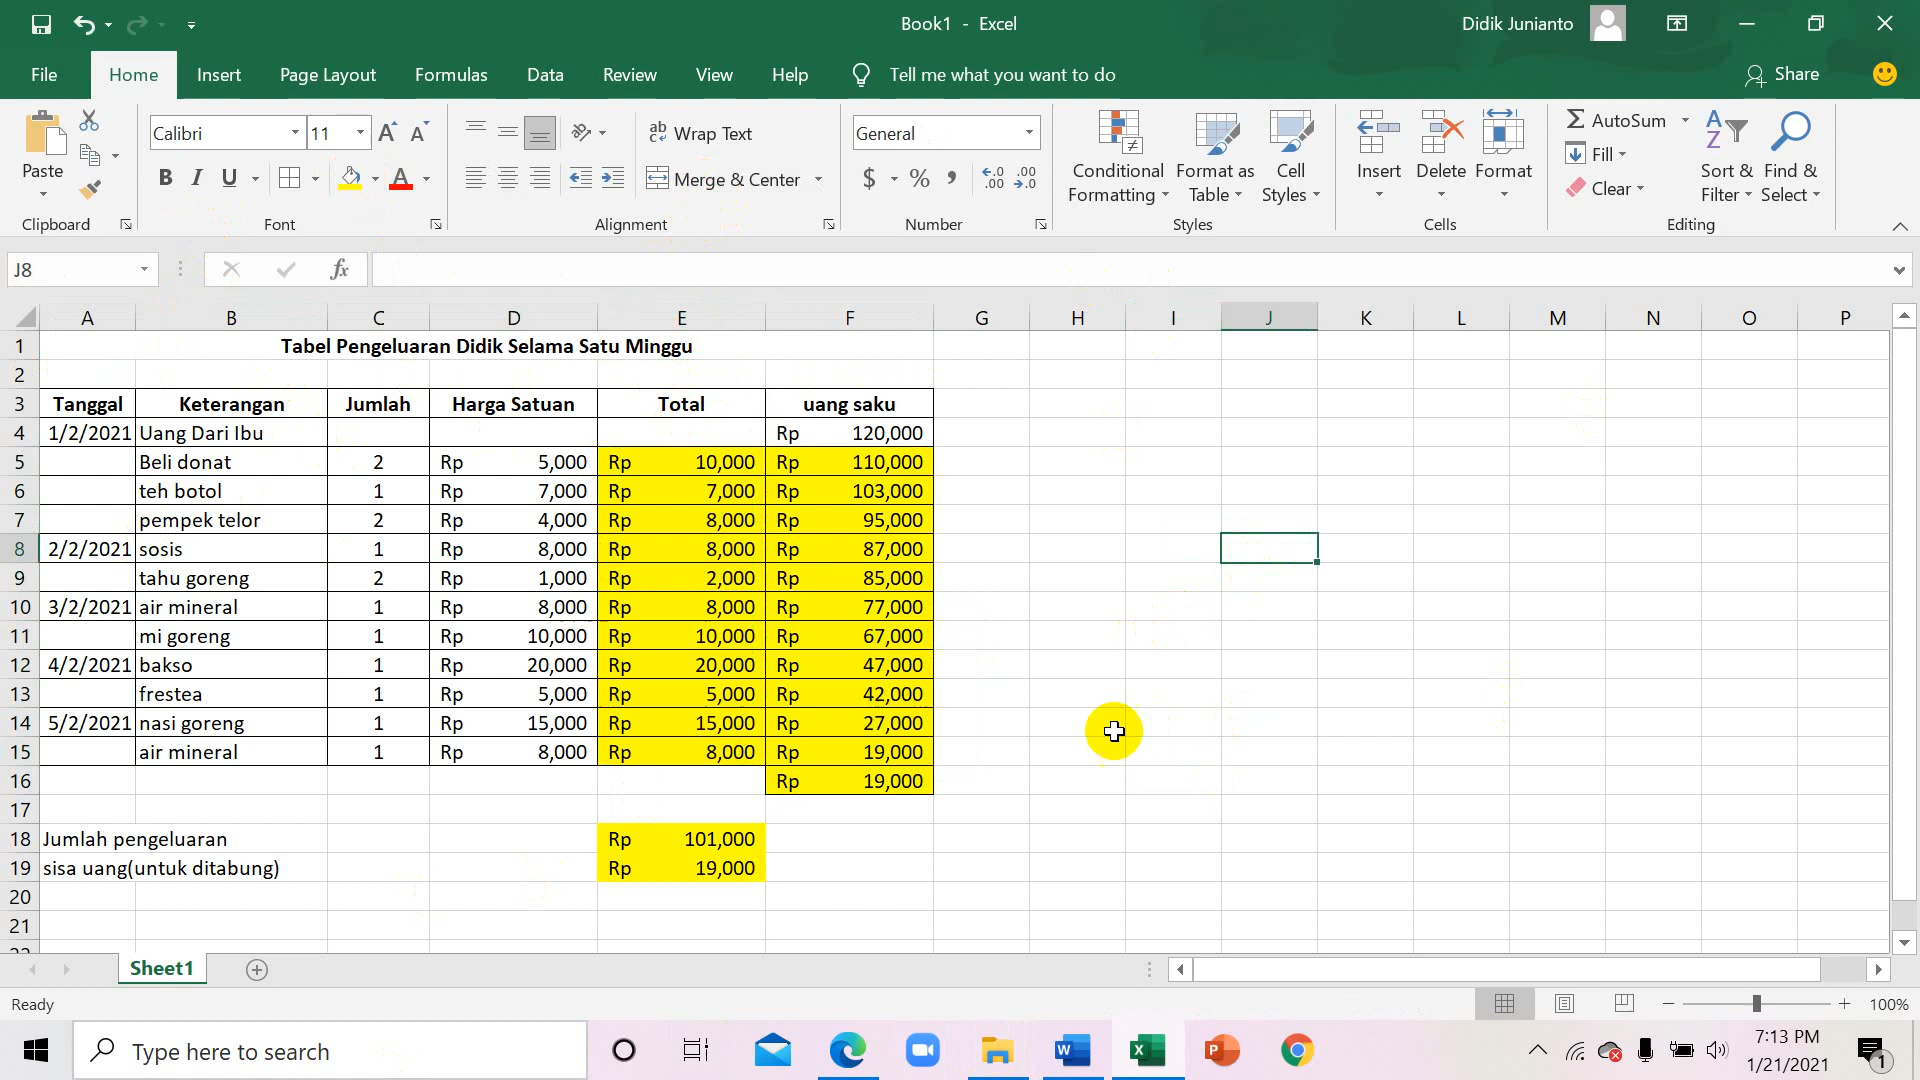 Book1 - Excel
Didik Junianto
File Home Insert Page Layout Formulas Data Review View Help Tell me what you want to do Share
Paste
Clipboard
Calibri 11
B I U A
Font
ab Wrap Text
Merge & Center
Alignment
General
$ % ,
Number
Conditional Formatting
Format as Table
Cell Styles
Styles
Insert Delete Format
Cells
AutoSum
Fill
Clear
Sort & Filter
Find & Select
Editing
J8 fx
A B C D E F G H I J K L M N O P
1 Tabel Pengeluaran Didik Selama Satu Minggu
2
3 Tanggal Keterangan Jumlah Harga Satuan Total uang saku
4 1/2/2021 Uang Dari Ibu Rp 120,000
5 Beli donat 2 Rp 5,000 Rp 10,000 Rp 110,000
6 teh botol 1 Rp 7,000 Rp 7,000 Rp 103,000
7 pempek telor 2 Rp 4,000 Rp 8,000 Rp 95,000
8 2/2/2021 sosis 1 Rp 8,000 Rp 8,000 Rp 87,000
9 tahu goreng 2 Rp 1,000 Rp 2,000 Rp 85,000
10 3/2/2021 air mineral 1 Rp 8,000 Rp 8,000 Rp 77,000
11 mi goreng 1 Rp 10,000 Rp 10,000 Rp 67,000
12 4/2/2021 bakso 1 Rp 20,000 Rp 20,000 Rp 47,000
13 frestea 1 Rp 5,000 Rp 5,000 Rp 42,000
14 5/2/2021 nasi goreng 1 Rp 15,000 Rp 15,000 Rp 27,000
15 air mineral 1 Rp 8,000 Rp 8,000 Rp 19,000
16 Rp 19,000
17
18 Jumlah pengeluaran Rp 101,000
19 sisa uang(untuk ditabung) Rp 19,000
20
21
Sheet1
Ready
100%
Type here to search
7:13 PM
1/21/2021
1